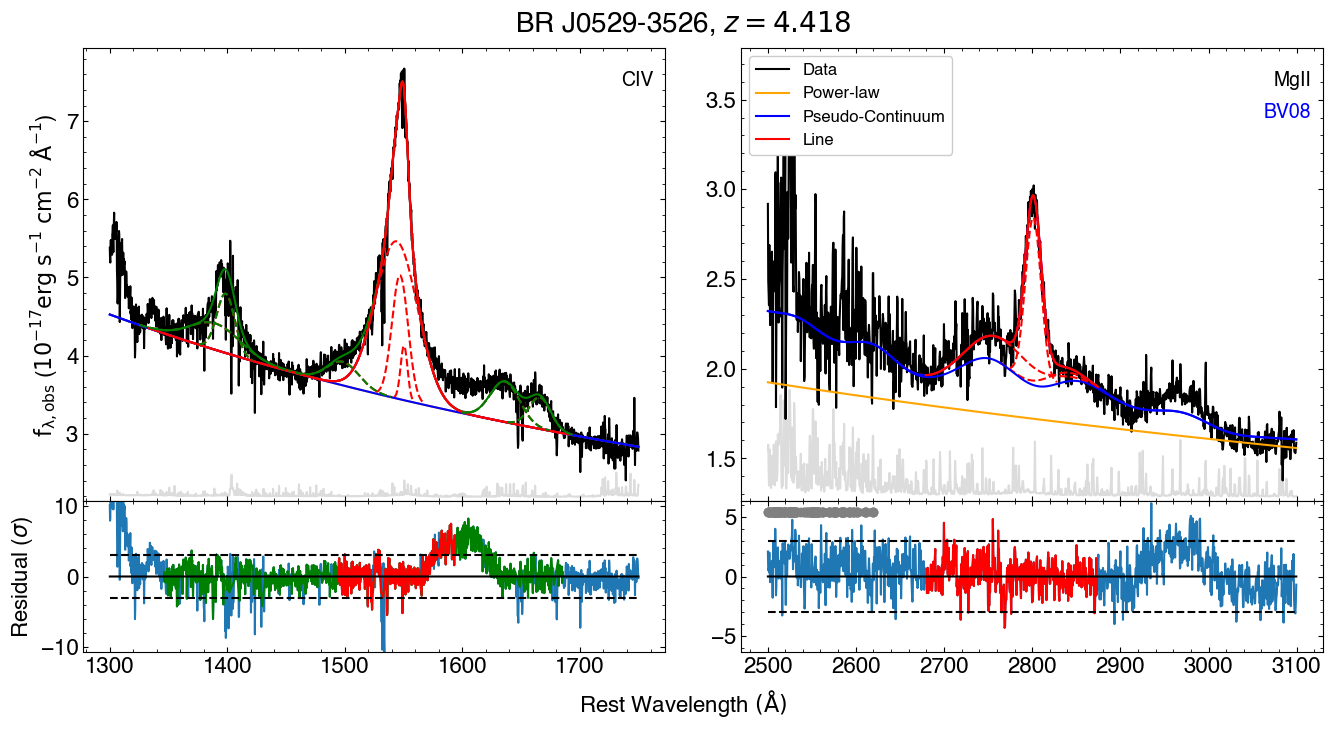 BR J0529-3526, z = 4.418
CIV
7
6
5
4
3
f_λ, obs (10⁻¹⁷erg s⁻¹ cm⁻² Å⁻¹)
Data
Power-law
Pseudo-Continuum
Line
MgII
BV08
3.5
3.0
2.5
2.0
1.5
10
0
−10
Residual (σ)
5
0
−5
1300 1400 1500 1600 1700
2500 2600 2700 2800 2900 3000 3100
Rest Wavelength (Å)